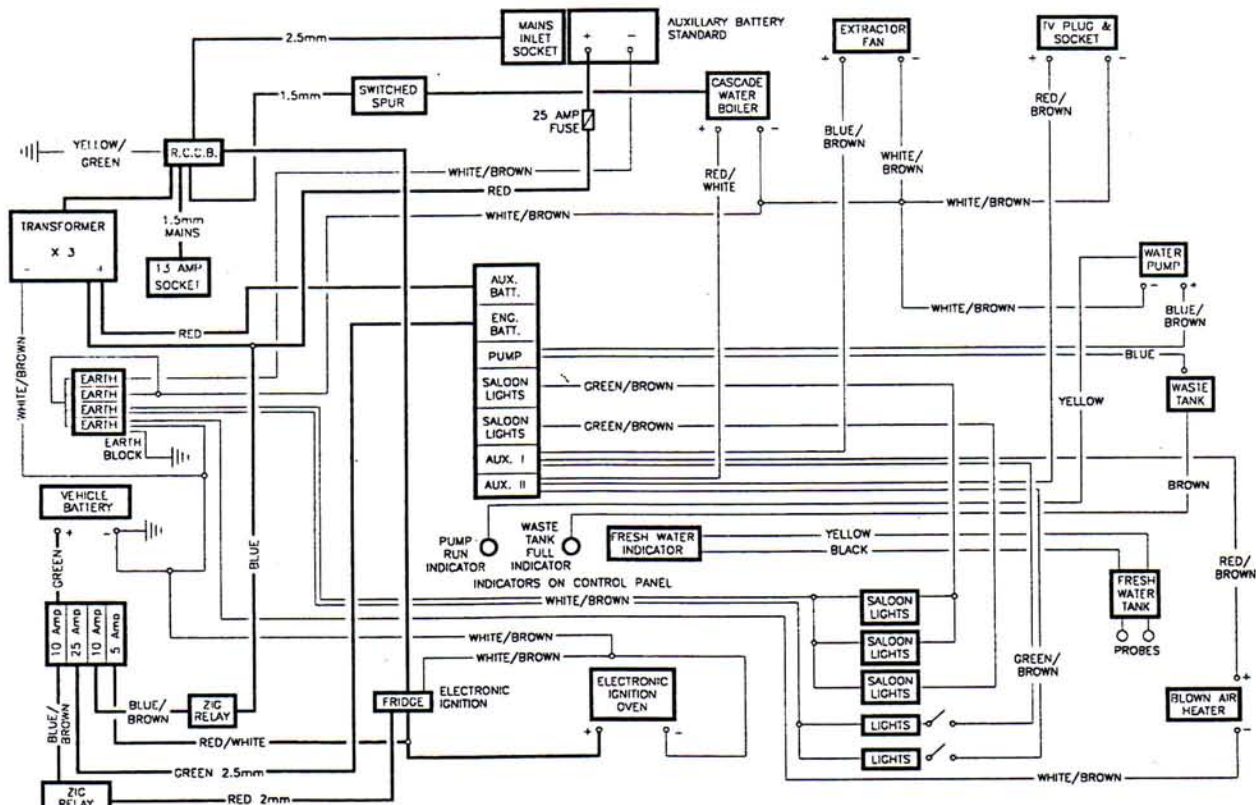 2.5mm
MAINS
INLET
SOCKET
+
−
AUXILLARY BATTERY
STANDARD
EXTRACTOR
FAN
+
−
TV PLUG &
SOCKET
+
−
1.5mm
SWITCHED
SPUR
CASCADE
WATER
BOILER
+
−
25 AMP
FUSE
RED/
BROWN
BLUE/
BROWN
WHITE/
BROWN
YELLOW/
GREEN
R.C.C.B.
WHITE/BROWN
RED
RED/
WHITE
WHITE/BROWN
WHITE/BROWN
TRANSFORMER
X 3
−
+
1.5mm
MAINS
13 AMP
SOCKET
WATER
PUMP
−
+
WHITE/BROWN
BLUE/
BROWN
AUX.
BATT.
ENG.
BATT.
PUMP
SALOON
LIGHTS
SALOON
LIGHTS
AUX. I
AUX. II
RED
WHITE/BROWN
BLUE
EARTH
EARTH
EARTH
EARTH
EARTH
BLOCK
GREEN/BROWN
GREEN/BROWN
YELLOW
WASTE
TANK
BROWN
VEHICLE
BATTERY
+
−
GREEN
BLUE
PUMP
RUN
INDICATOR
WASTE
TANK
FULL
INDICATOR
INDICATORS ON CONTROL PANEL
FRESH WATER
INDICATOR
YELLOW
BLACK
FRESH
WATER
TANK
PROBES
RED/
BROWN
WHITE/BROWN
10 Amp
25 Amp
10 Amp
5 Amp
WHITE/BROWN
WHITE/BROWN
SALOON
LIGHTS
SALOON
LIGHTS
SALOON
LIGHTS
LIGHTS
LIGHTS
GREEN/
BROWN
BLUE/
BROWN
BLUE/
BROWN
ZIG
RELAY
FRIDGE
ELECTRONIC
IGNITION
ELECTRONIC
IGNITION
OVEN
+
−
+
BLOWN AIR
HEATER
−
RED/WHITE
GREEN 2.5mm
WHITE/BROWN
ZIG
RELAY
RED 2mm